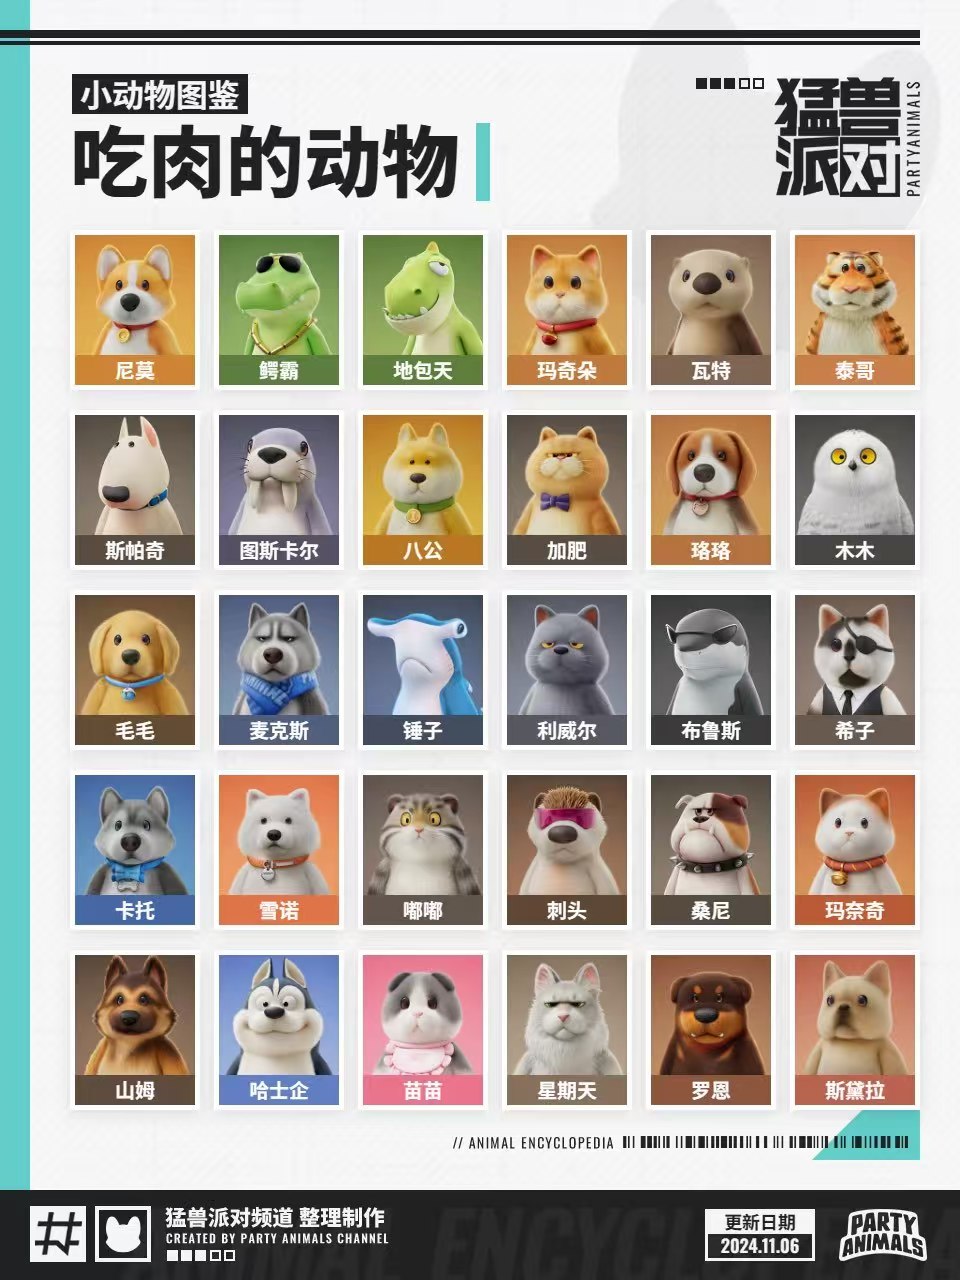 小动物图鉴
吃肉的动物
猛兽
派对
PARTYANIMALS
尼莫
鳄霸
地包天
玛奇朵
瓦特
泰哥
斯帕奇
图斯卡尔
八公
加肥
珞珞
木木
毛毛
麦克斯
锤子
利威尔
布鲁斯
希子
卡托
雪诺
嘟嘟
刺头
桑尼
玛奈奇
山姆
哈士企
苗苗
星期天
罗恩
斯黛拉
// ANIMAL ENCYCLOPEDIA
猛兽派对频道 整理制作
CREATED BY PARTY ANIMALS CHANNEL
更新日期
2024.11.06
PARTY
ANIMALS